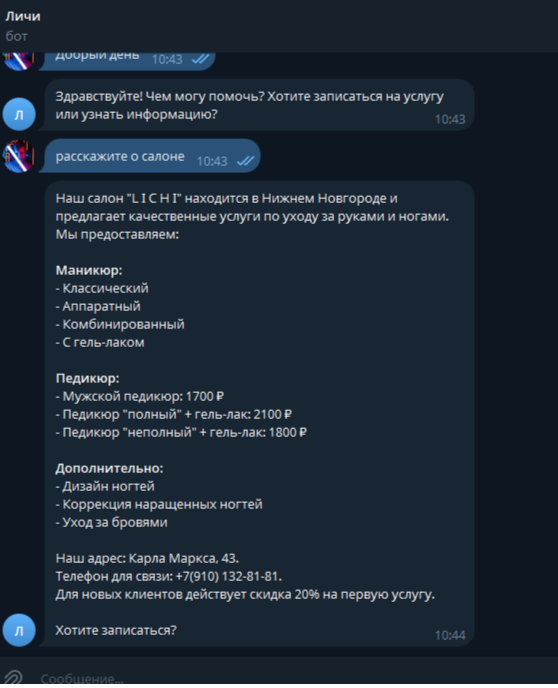 Личи
бот
Добрый день 10:43
Здравствуйте! Чем могу помочь? Хотите записаться на услугу
или узнать информацию?
10:43
Л
расскажите о салоне 10:43
Наш салон "L I C H I" находится в Нижнем Новгороде и
предлагает качественные услуги по уходу за руками и ногами.
Мы предоставляем:
Маникюр:
- Классический
- Аппаратный
- Комбинированный
- С гель-лаком
Педикюр:
- Мужской педикюр: 1700 ₽
- Педикюр "полный" + гель-лак: 2100 ₽
- Педикюр "неполный" + гель-лак: 1800 ₽
Дополнительно:
- Дизайн ногтей
- Коррекция наращенных ногтей
- Уход за бровями
Наш адрес: Карла Маркса, 43.
Телефон для связи: +7(910) 132-81-81.
Для новых клиентов действует скидка 20% на первую услугу.
Хотите записаться?
10:44
Л
Сообщение...